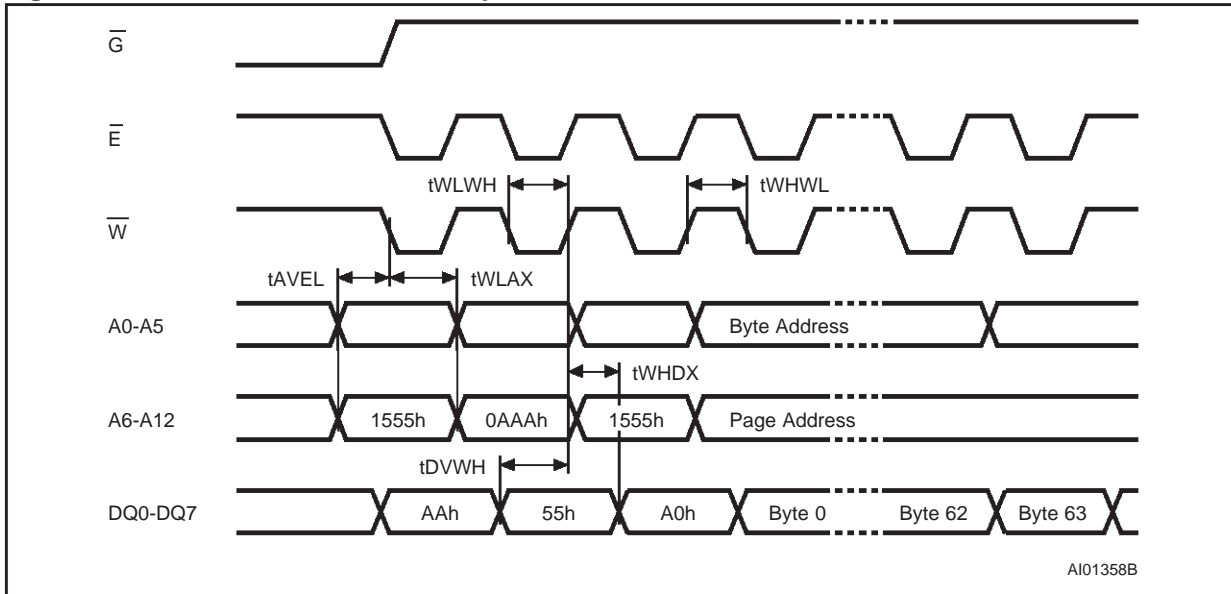 G
E
tWLWH
tWHWL
W
tAVEL
tWLAX
A0-A5
Byte Address
tWHDX
A6-A12
1555h
0AAAh
1555h
Page Address
tDVWH
DQ0-DQ7
AAh
55h
A0h
Byte 0
Byte 62
Byte 63
AI01358B